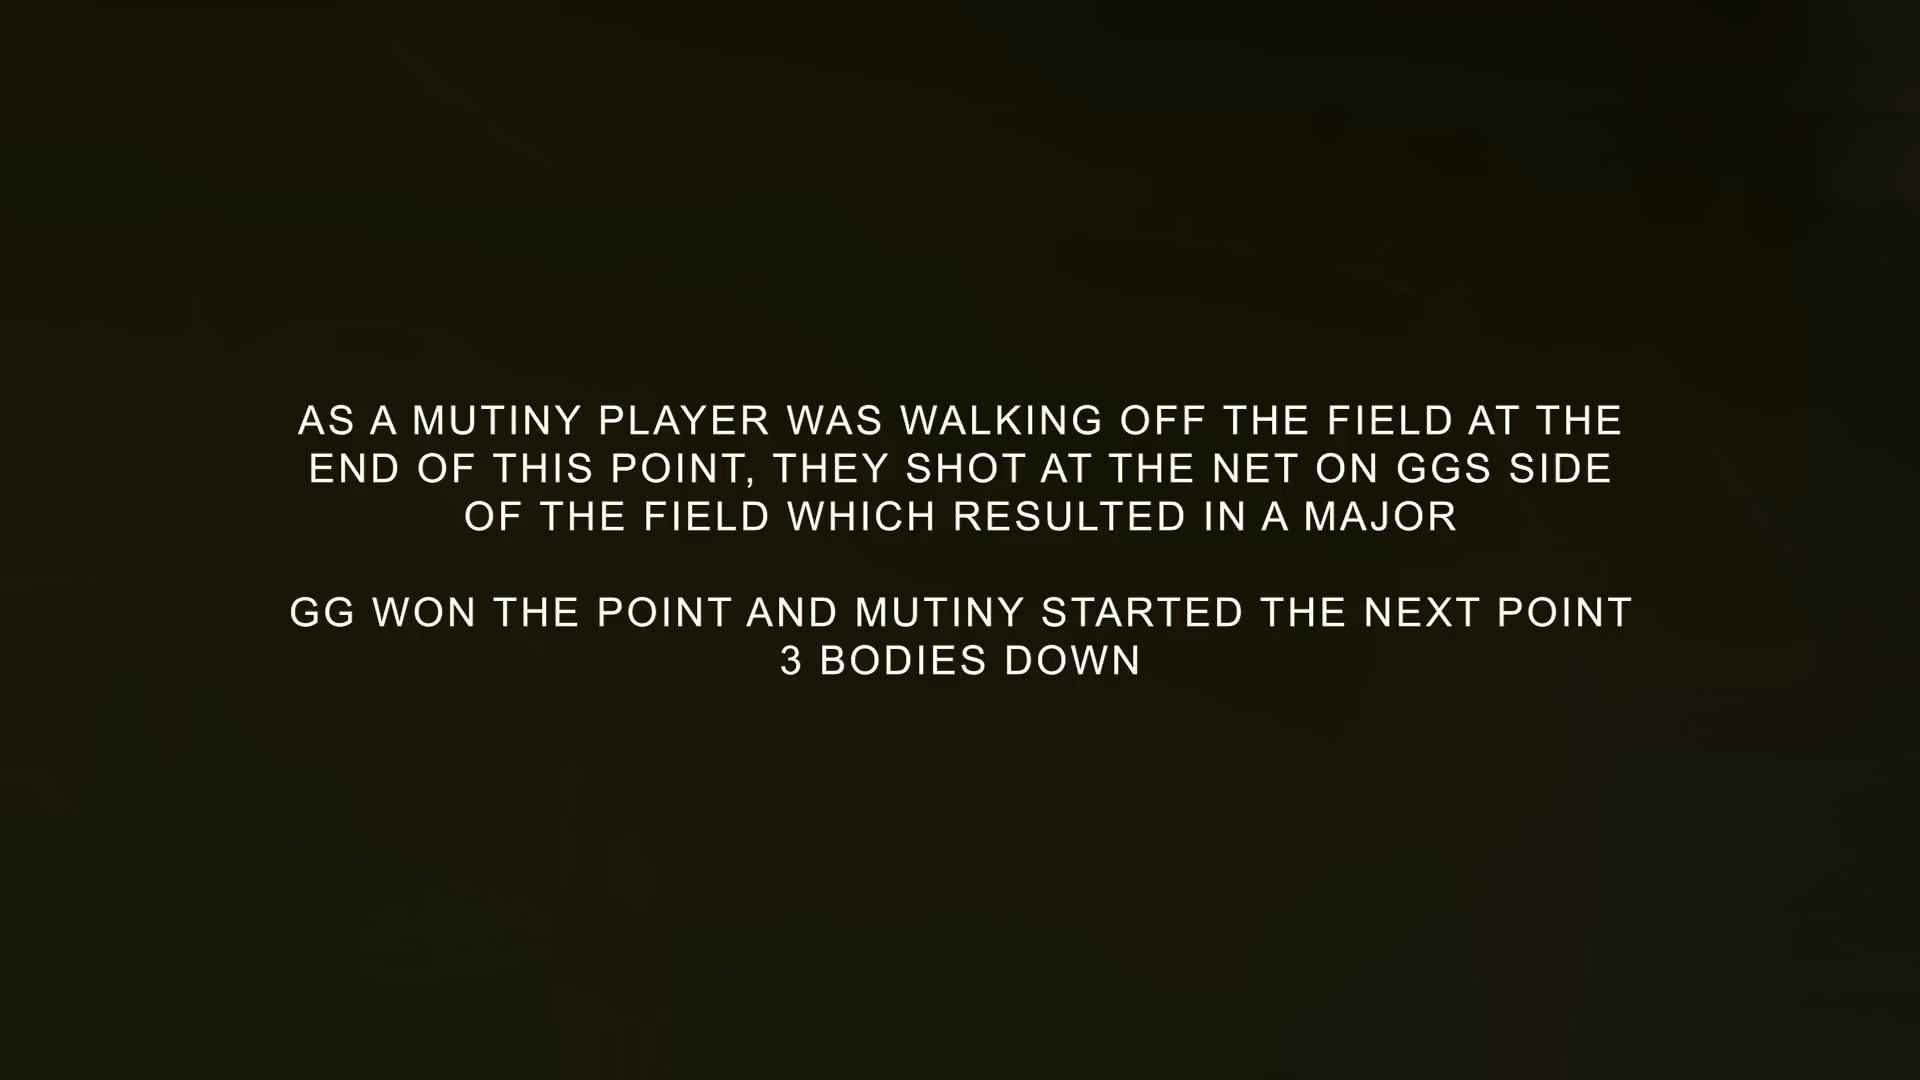 AS A MUTINY PLAYER WAS WALKING OFF THE FIELD AT THE
END OF THIS POINT, THEY SHOT AT THE NET ON GGS SIDE
OF THE FIELD WHICH RESULTED IN A MAJOR
GG WON THE POINT AND MUTINY STARTED THE NEXT POINT
3 BODIES DOWN